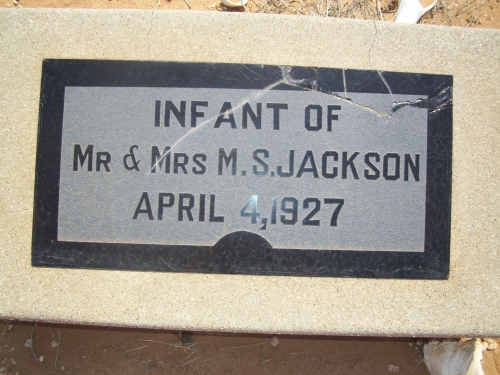 INFANT OF
MR & MRS M.S.JACKSON
APRIL 4,1927